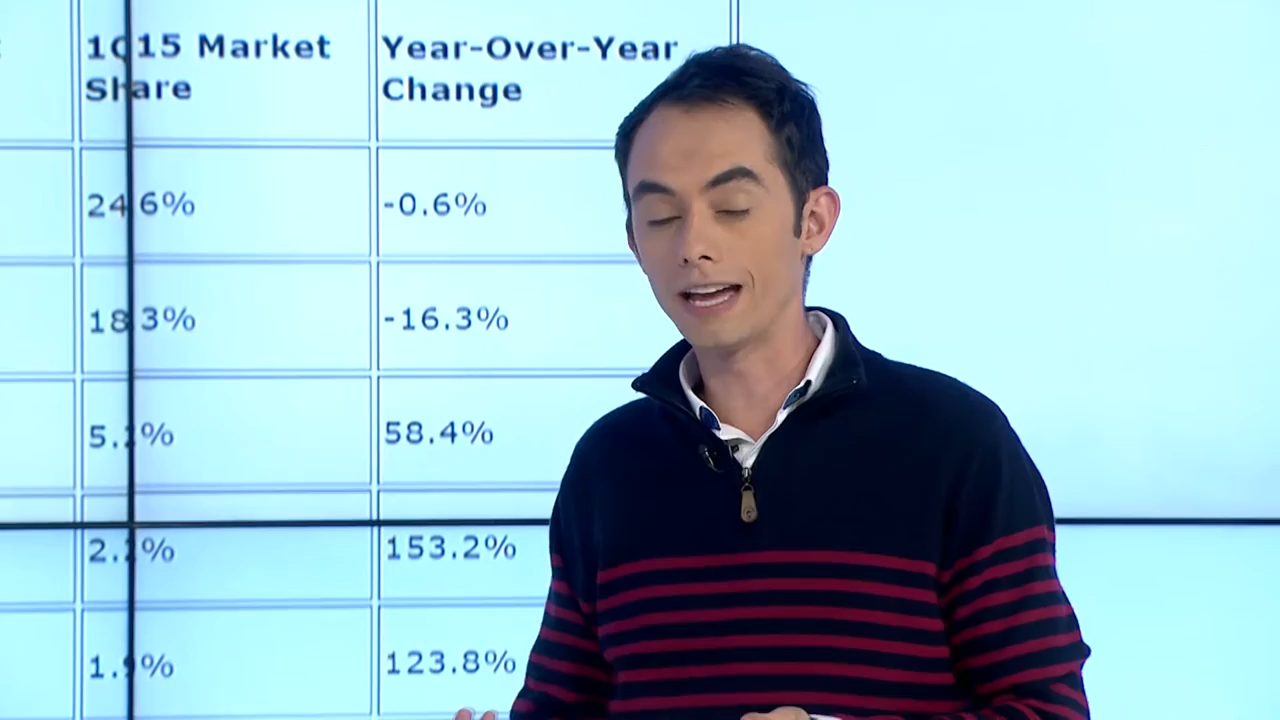 1Q15 Market Year-Over-Year
Share Change
24.6% -0.6%
18.3% -16.3%
58.4%
153.2%
123.8%